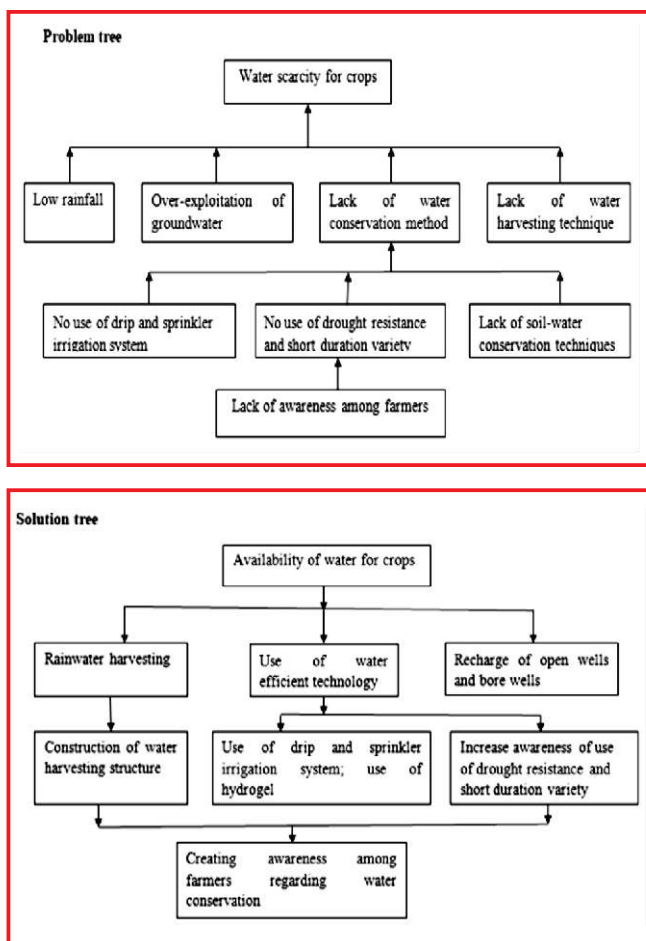 Problem tree
Water scarcity for crops
Low rainfall
Over-exploitation of
groundwater
Lack of water
conservation method
Lack of water
harvesting technique
No use of drip and sprinkler
irrigation system
No use of drought resistance
and short duration variety
Lack of soil-water
conservation techniques
Lack of awareness among farmers
Solution tree
Availability of water for crops
Rainwater harvesting
Use of water
efficient technology
Recharge of open wells
and bore wells
Construction of water
harvesting structure
Use of drip and sprinkler
irrigation system; use of
hydrogel
Increase awareness of use
of drought resistance and
short duration variety
Creating awareness among
farmers regarding water
conservation